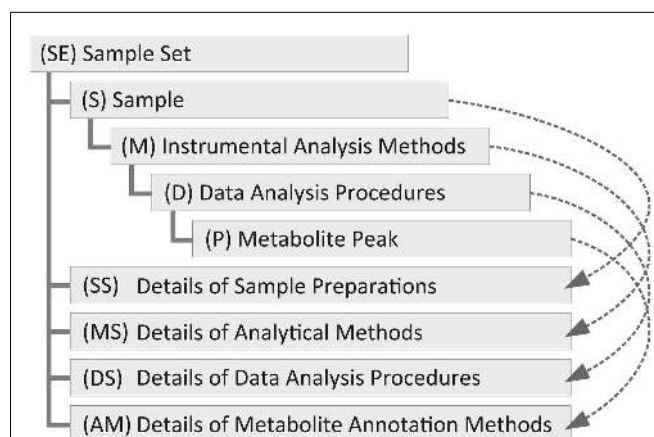 (SE) Sample Set
(S) Sample
(M) Instrumental Analysis Methods
(D) Data Analysis Procedures
(P) Metabolite Peak
(SS) Details of Sample Preparations
(MS) Details of Analytical Methods
(DS) Details of Data Analysis Procedures
(AM) Details of Metabolite Annotation Methods